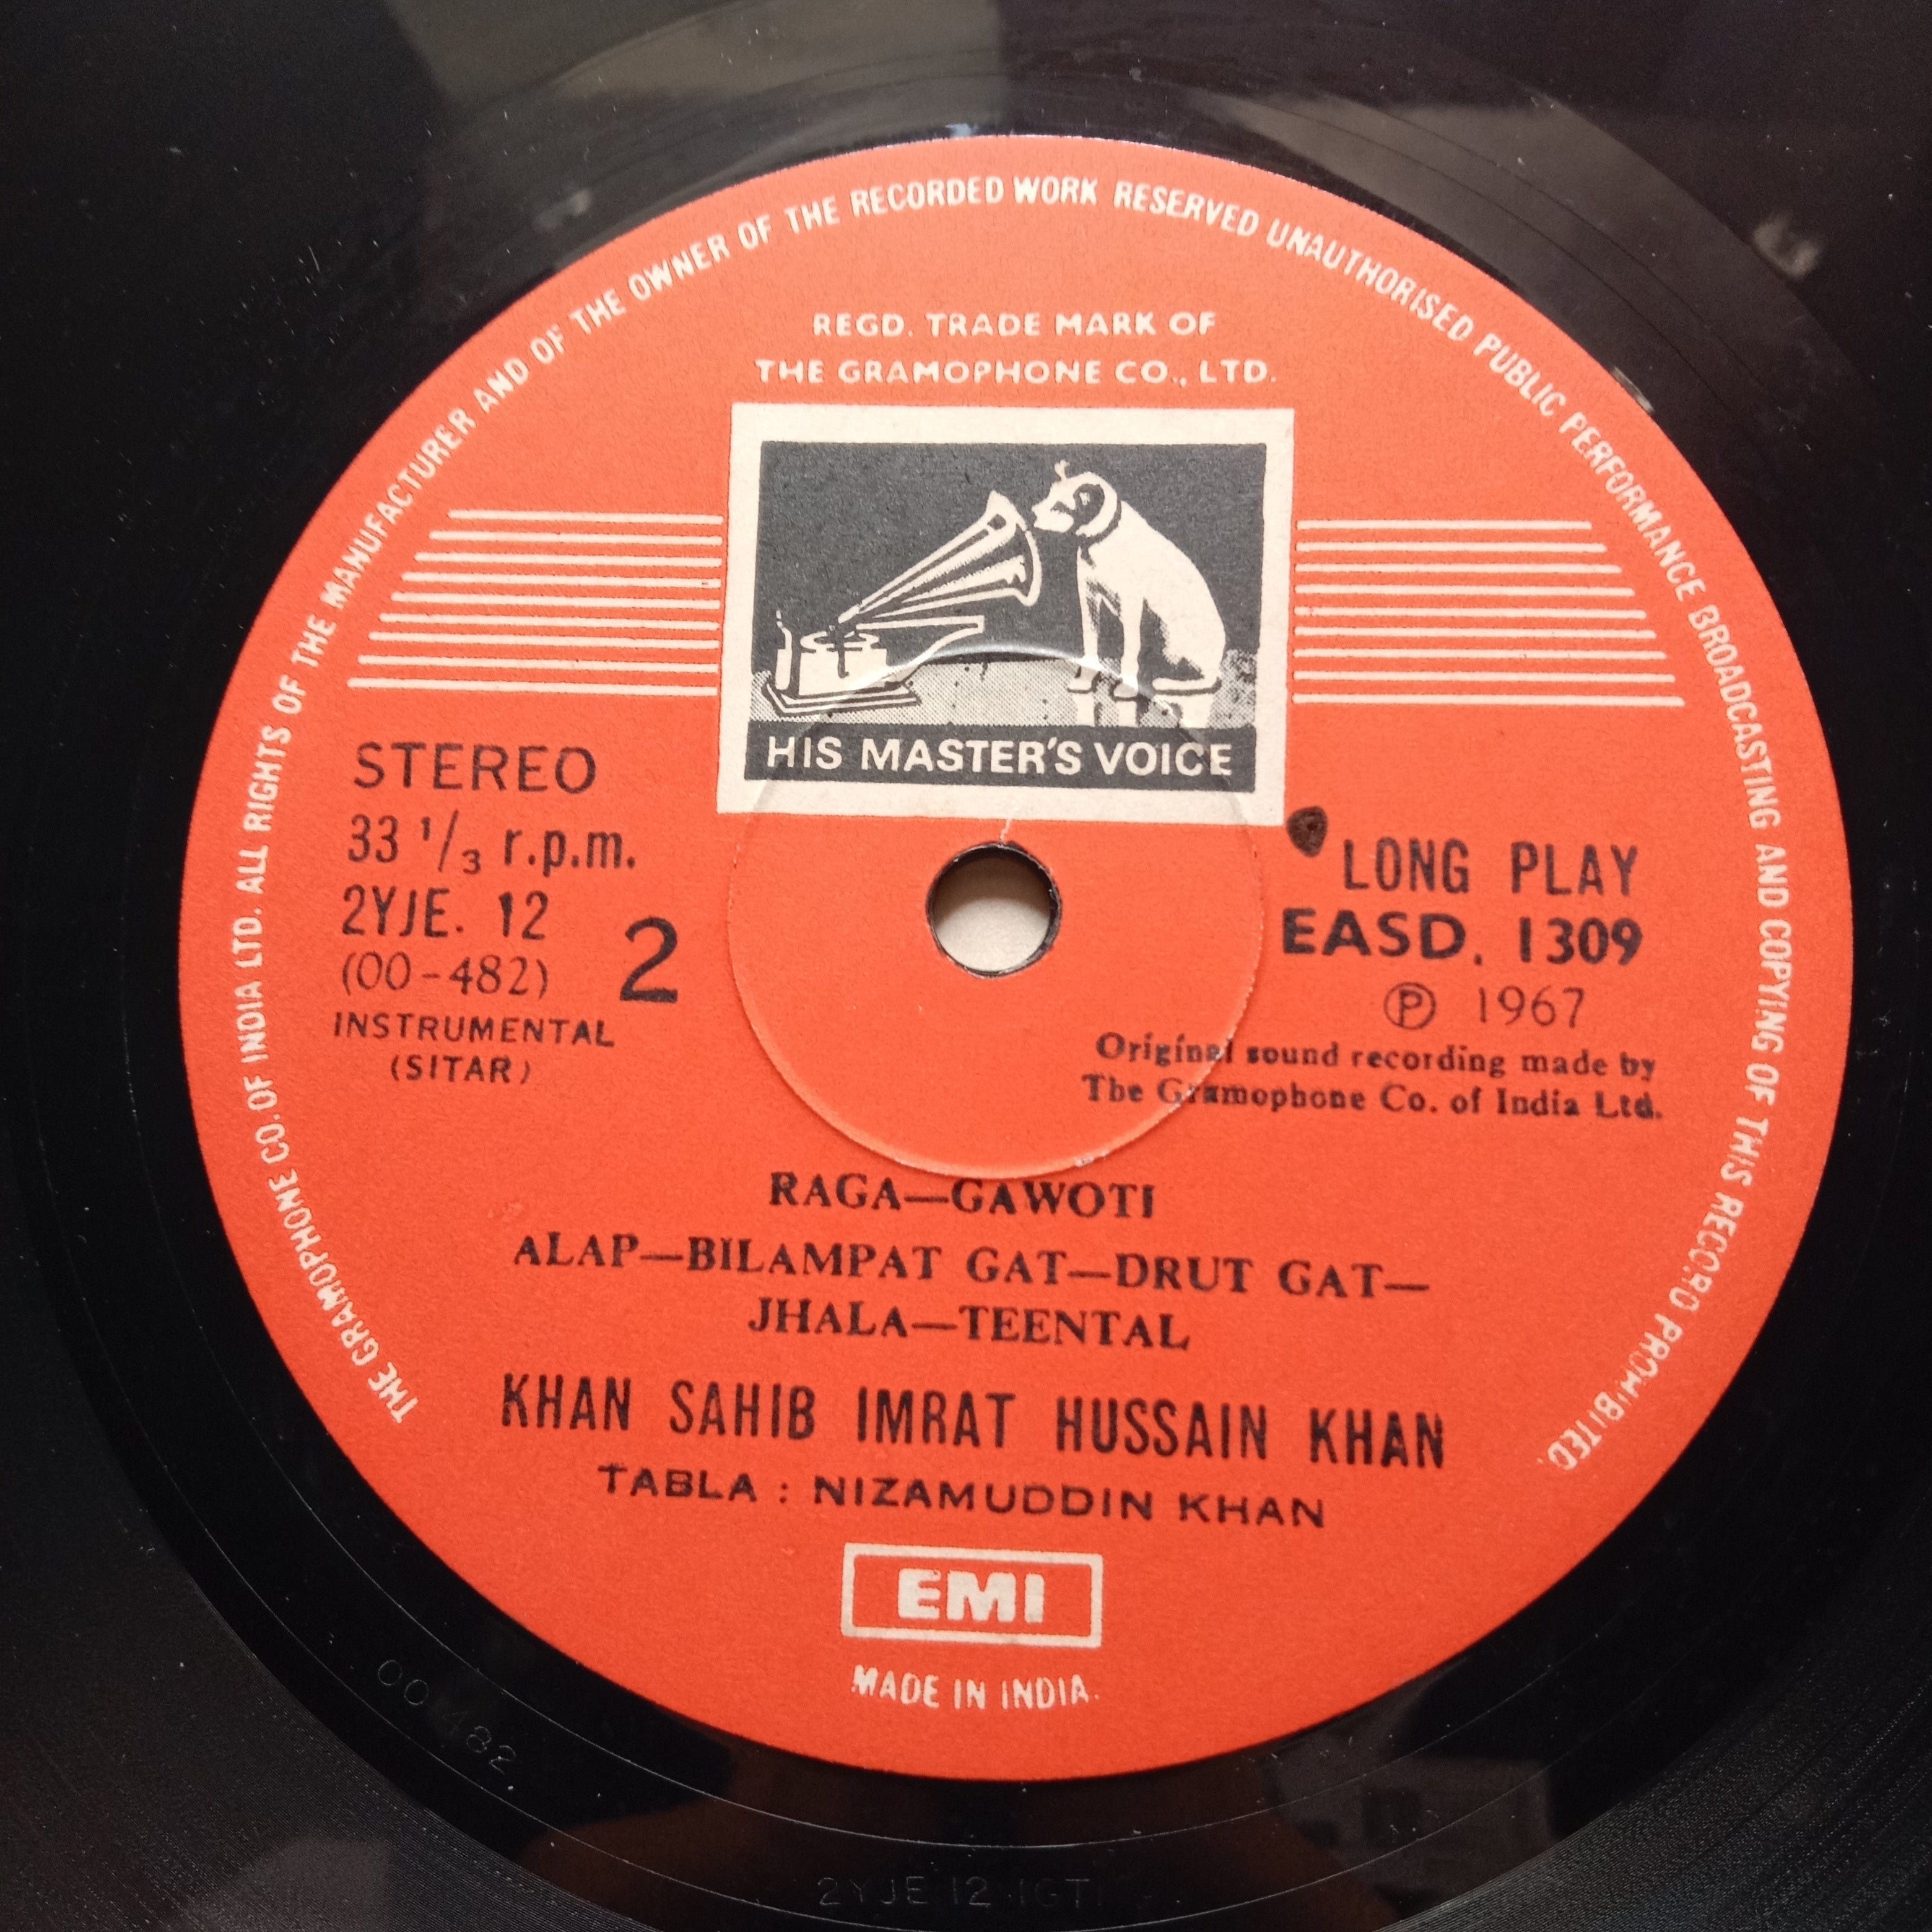 THE GRAMOPHONE CO. OF INDIA LTD. ALL RIGHTS OF THE MANUFACTURER AND OF THE OWNER OF THE RECORDED WORK RESERVED UNAUTHORISED PUBLIC PERFORMANCE BROADCASTING AND COPYING OF THIS RECORD PROHIBITED.
REGD. TRADE MARK OF
THE GRAMOPHONE CO., LTD.
HIS MASTER'S VOICE
STEREO
33 1/3 r.p.m.
2YJE. 12
(00-482)
2
INSTRUMENTAL
(SITAR)
LONG PLAY
EASD. 1309
Ⓟ 1967
Original sound recording made by
The Gramophone Co. of India Ltd.
RAGA—GAWOTI
ALAP—BILAMPAT GAT—DRUT GAT—
JHALA—TEENTAL
KHAN SAHIB IMRAT HUSSAIN KHAN
TABLA : NIZAMUDDIN KHAN
EMI
MADE IN INDIA.
00 482
2YJE 12